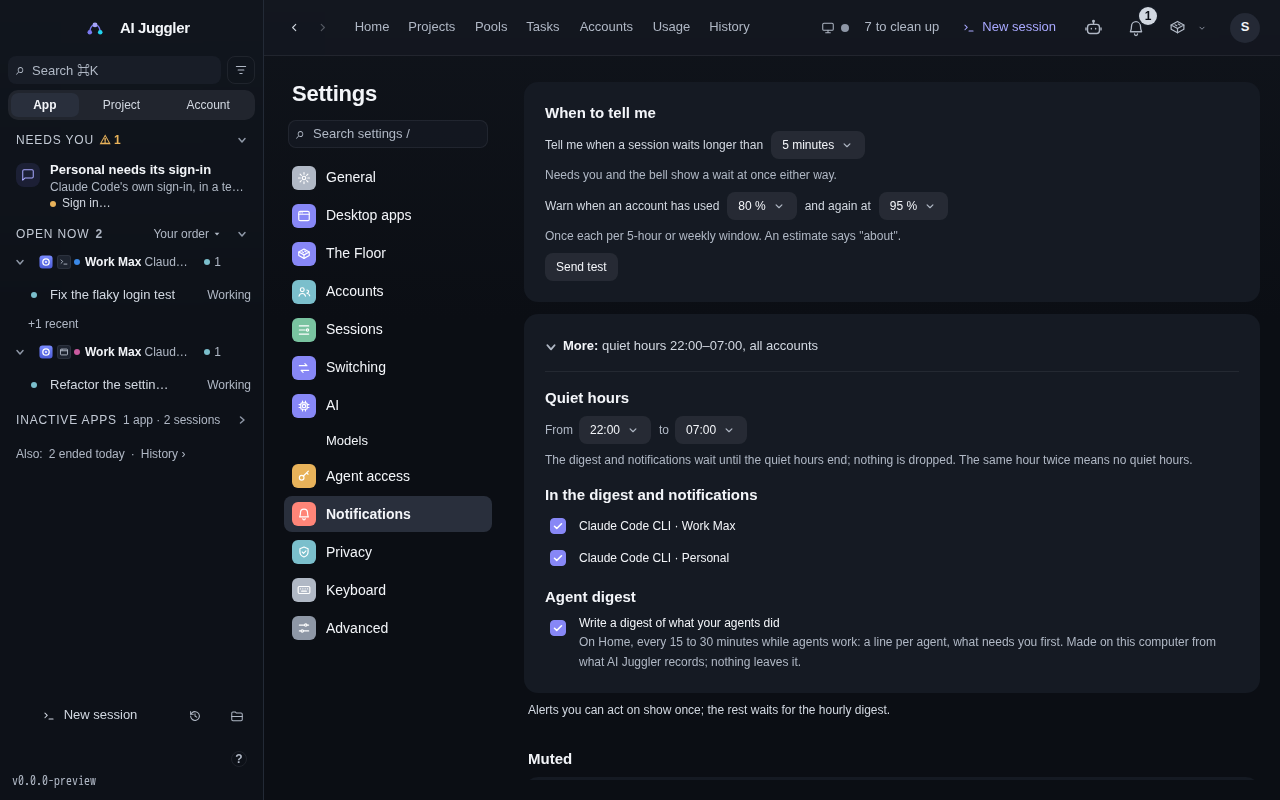 AI Juggler
Search ⌘K
App
Project
Account
NEEDS YOU 1
Personal needs its sign-in
Claude Code's own sign-in, in a te…
Sign in…
OPEN NOW 2
Your order
Work Max Claud…
1
Fix the flaky login test
Working
+1 recent
Work Max Claud…
1
Refactor the settin…
Working
INACTIVE APPS 1 app · 2 sessions
Also: 2 ended today · History ›
New session
?
v0.0.0-preview
Home
Projects
Pools
Tasks
Accounts
Usage
History
7 to clean up
New session
1
S
Settings
Search settings /
General
Desktop apps
The Floor
Accounts
Sessions
Switching
AI
Models
Agent access
Notifications
Privacy
Keyboard
Advanced
When to tell me
Tell me when a session waits longer than 5 minutes
Needs you and the bell show a wait at once either way.
Warn when an account has used 80 % and again at 95 %
Once each per 5-hour or weekly window. An estimate says "about".
Send test
More: quiet hours 22:00–07:00, all accounts
Quiet hours
From 22:00 to 07:00
The digest and notifications wait until the quiet hours end; nothing is dropped. The same hour twice means no quiet hours.
In the digest and notifications
Claude Code CLI · Work Max
Claude Code CLI · Personal
Agent digest
Write a digest of what your agents did
On Home, every 15 to 30 minutes while agents work: a line per agent, what needs you first. Made on this computer from
what AI Juggler records; nothing leaves it.
Alerts you can act on show once; the rest waits for the hourly digest.
Muted